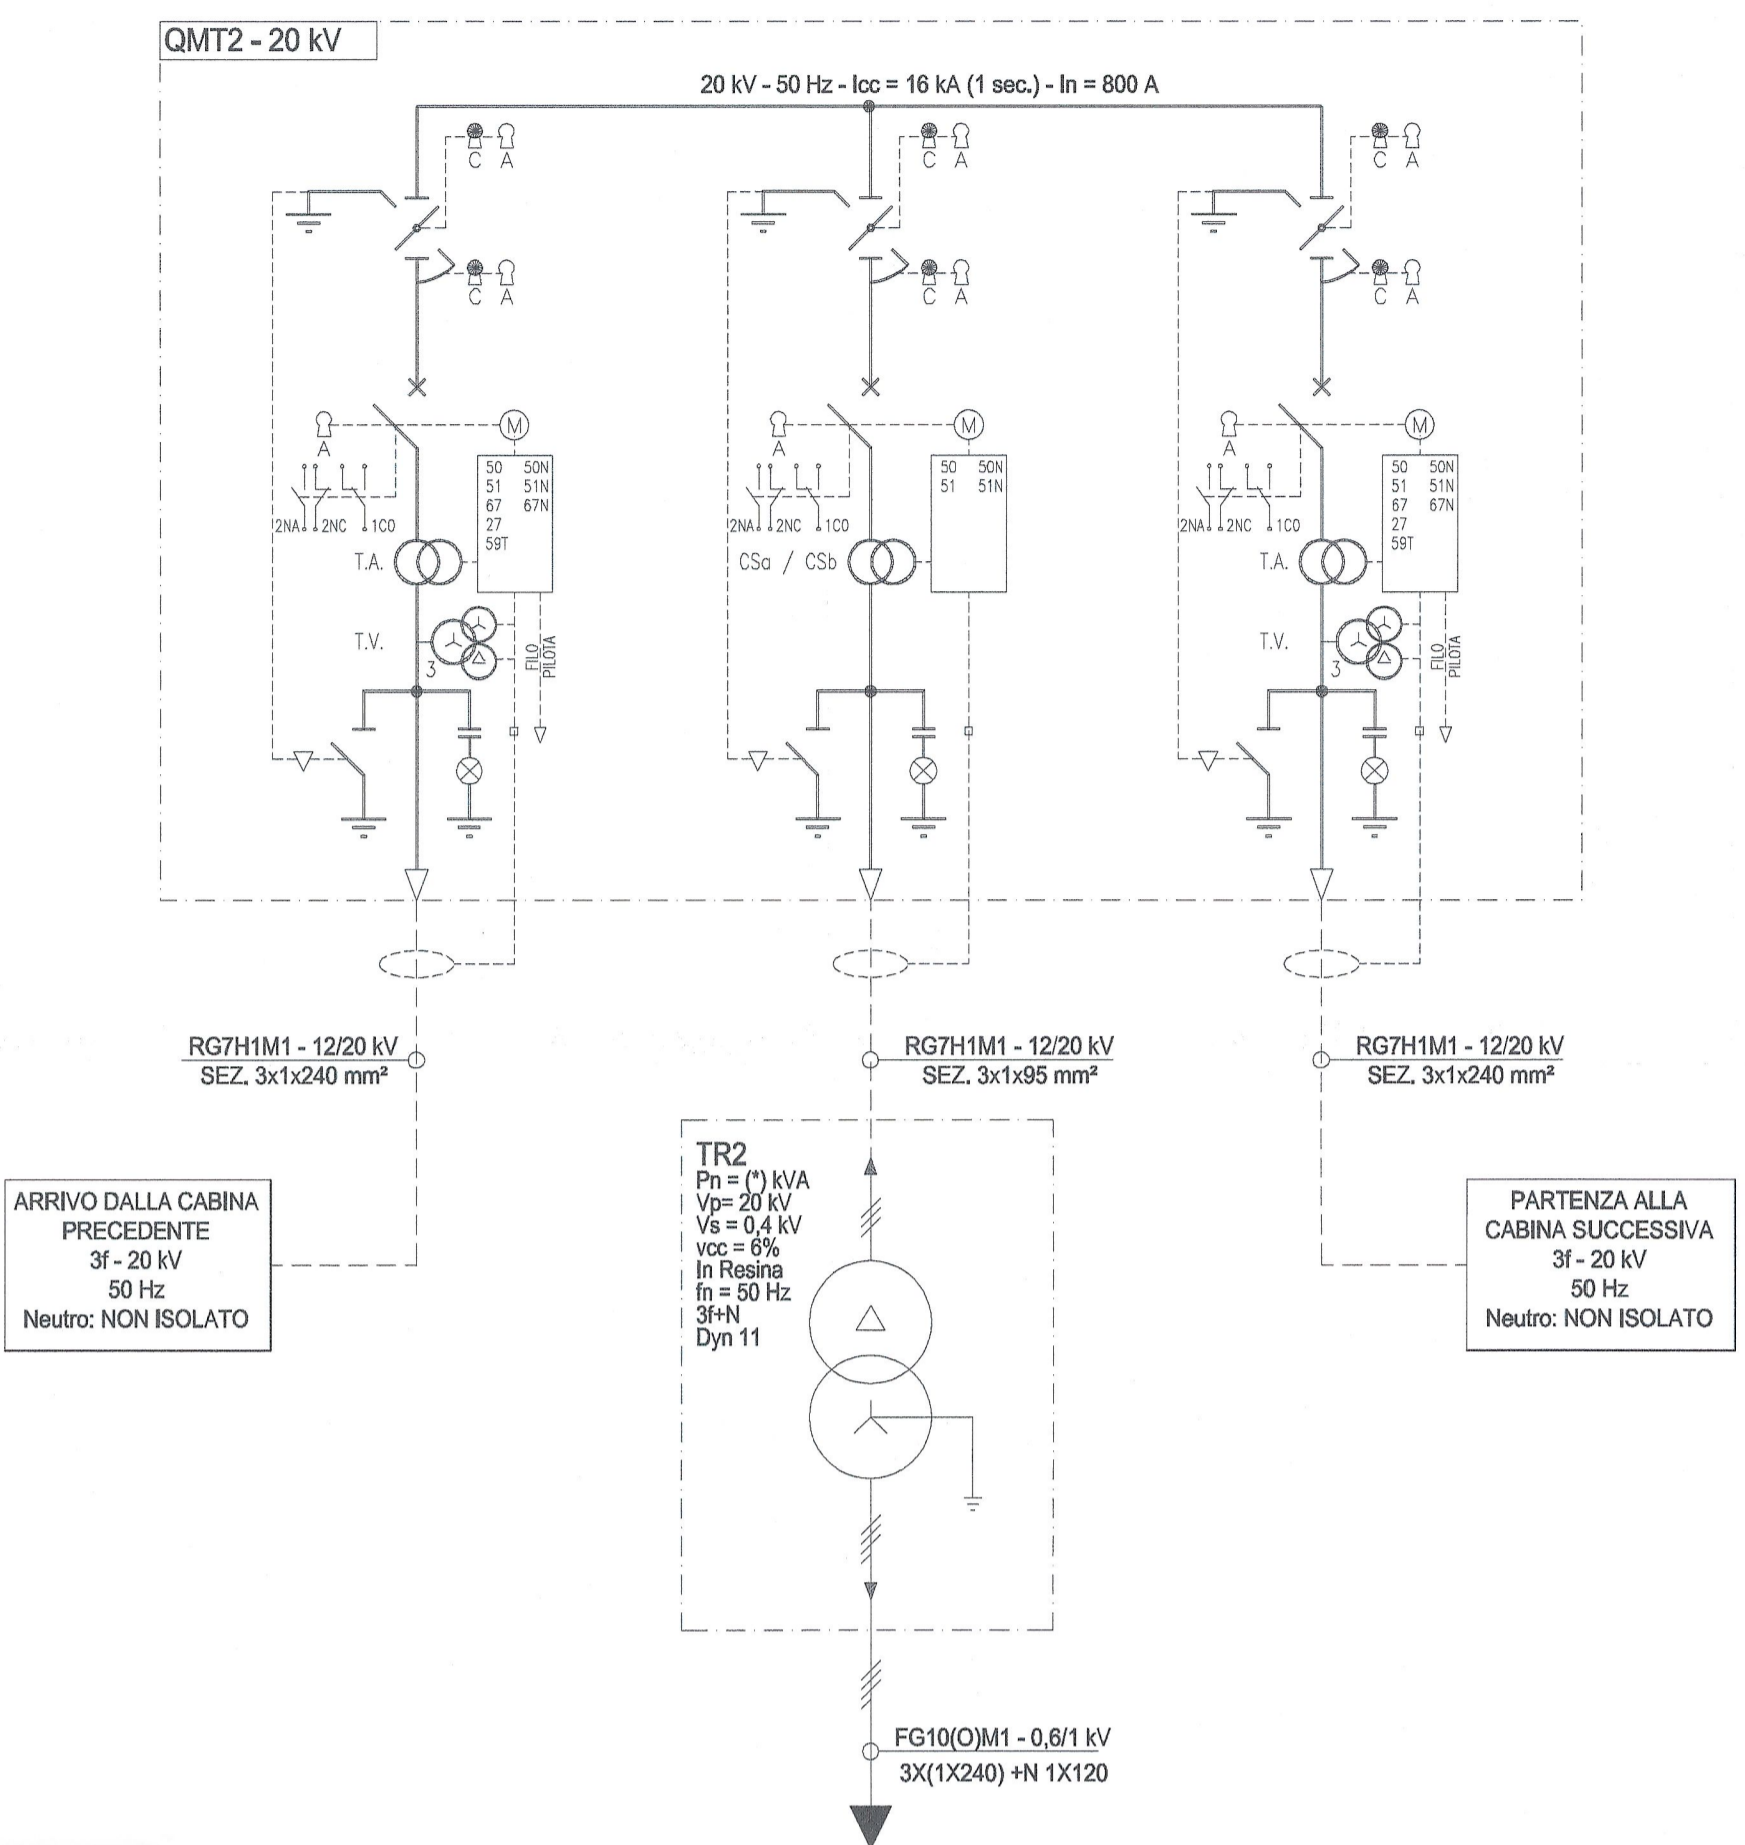 QMT2 - 20 kV
20 kV - 50 Hz - Icc = 16 kA (1 sec.) - In = 800 A
C A
C A
C A
C A
C A
C A
A
M
A
M
A
M
50 50N
51 51N
67 67N
27
59T
50 50N
51 51N
50 50N
51 51N
67 67N
27
59T
2NA 2NC 1CO
2NA 2NC 1CO
2NA 2NC 1CO
T.A.
CSa / CSb
T.A.
T.V.
3
FILO
PILOTA
T.V.
3
FILO
PILOTA
RG7H1M1 - 12/20 kV
SEZ. 3x1x240 mm²
RG7H1M1 - 12/20 kV
SEZ. 3x1x95 mm²
RG7H1M1 - 12/20 kV
SEZ. 3x1x240 mm²
ARRIVO DALLA CABINA
PRECEDENTE
3f - 20 kV
50 Hz
Neutro: NON ISOLATO
TR2
Pn = (*) kVA
Vp= 20 kV
Vs = 0,4 kV
vcc = 6%
In Resina
fn = 50 Hz
3f+N
Dyn 11
PARTENZA ALLA
CABINA SUCCESSIVA
3f - 20 kV
50 Hz
Neutro: NON ISOLATO
FG10(O)M1 - 0,6/1 kV
3X(1X240) +N 1X120